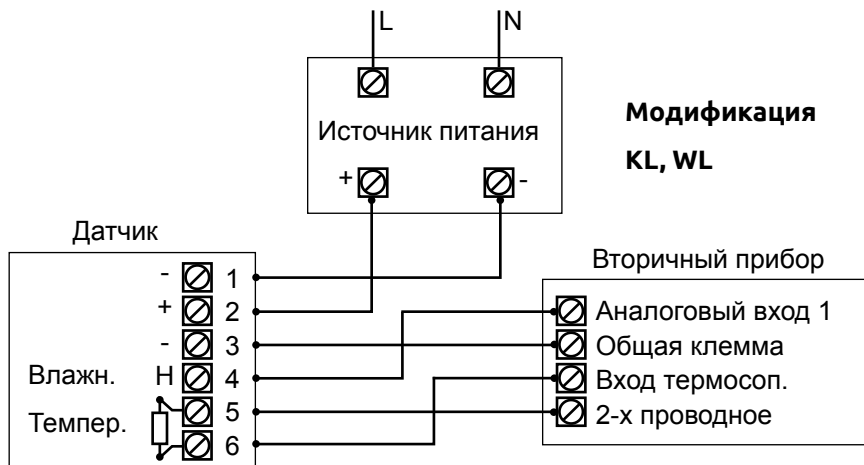 L N
Источник питания
+ -
Модификация
KL, WL
Датчик
- 1
+ 2
- 3
Влажн. H 4
5
Темпер.
6
Вторичный прибор
Аналоговый вход 1
Общая клемма
Вход термосоп.
2-х проводное